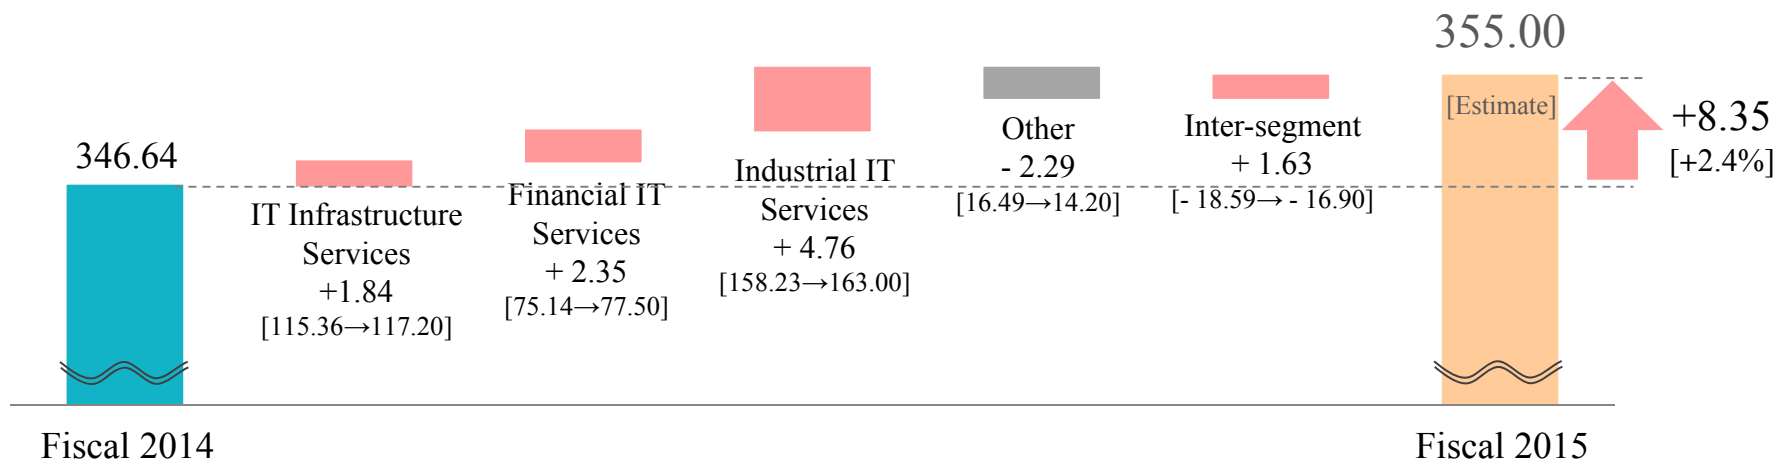 346.64
IT Infrastructure
Services
+1.84
[115.36→117.20]
Financial IT
Services
+ 2.35
[75.14→77.50]
Industrial IT
Services
+ 4.76
[158.23→163.00]
Other
- 2.29
[16.49→14.20]
Inter-segment
+ 1.63
[- 18.59→ - 16.90]
355.00
[Estimate]
+8.35
[+2.4%]
Fiscal 2014
Fiscal 2015